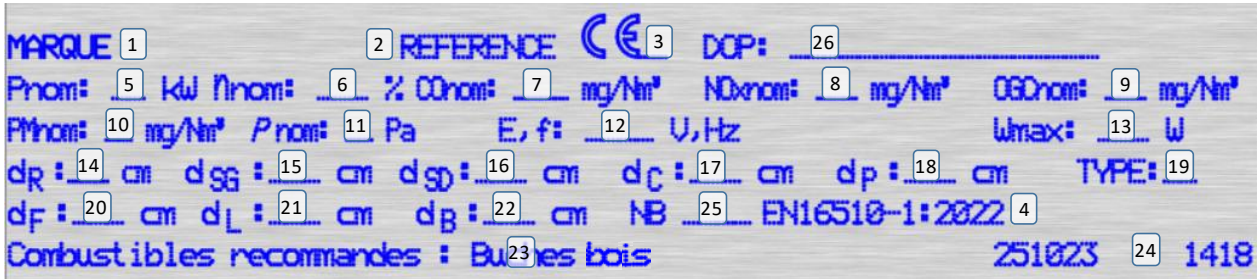 MARQUE 1 2 REFERENCE CE 3 DOP: 26
Pnom: 5 kW ηnom: 6 % COnom: 7 mg/Nm³ NOxnom: 8 mg/Nm³ OGCnom: 9 mg/Nm³
PMnom: 10 mg/Nm³ Pnom: 11 Pa E,f: 12 V,Hz Wmax: 13 W
dR: 14 cm dSG: 15 cm dSD: 16 cm dC: 17 cm dP: 18 cm TYPE: 19
dF: 20 cm dL: 21 cm dB: 22 cm NB 25 EN16510-1:2022 4
Combustibles recommandes : Buches bois 23 251023 24 1418